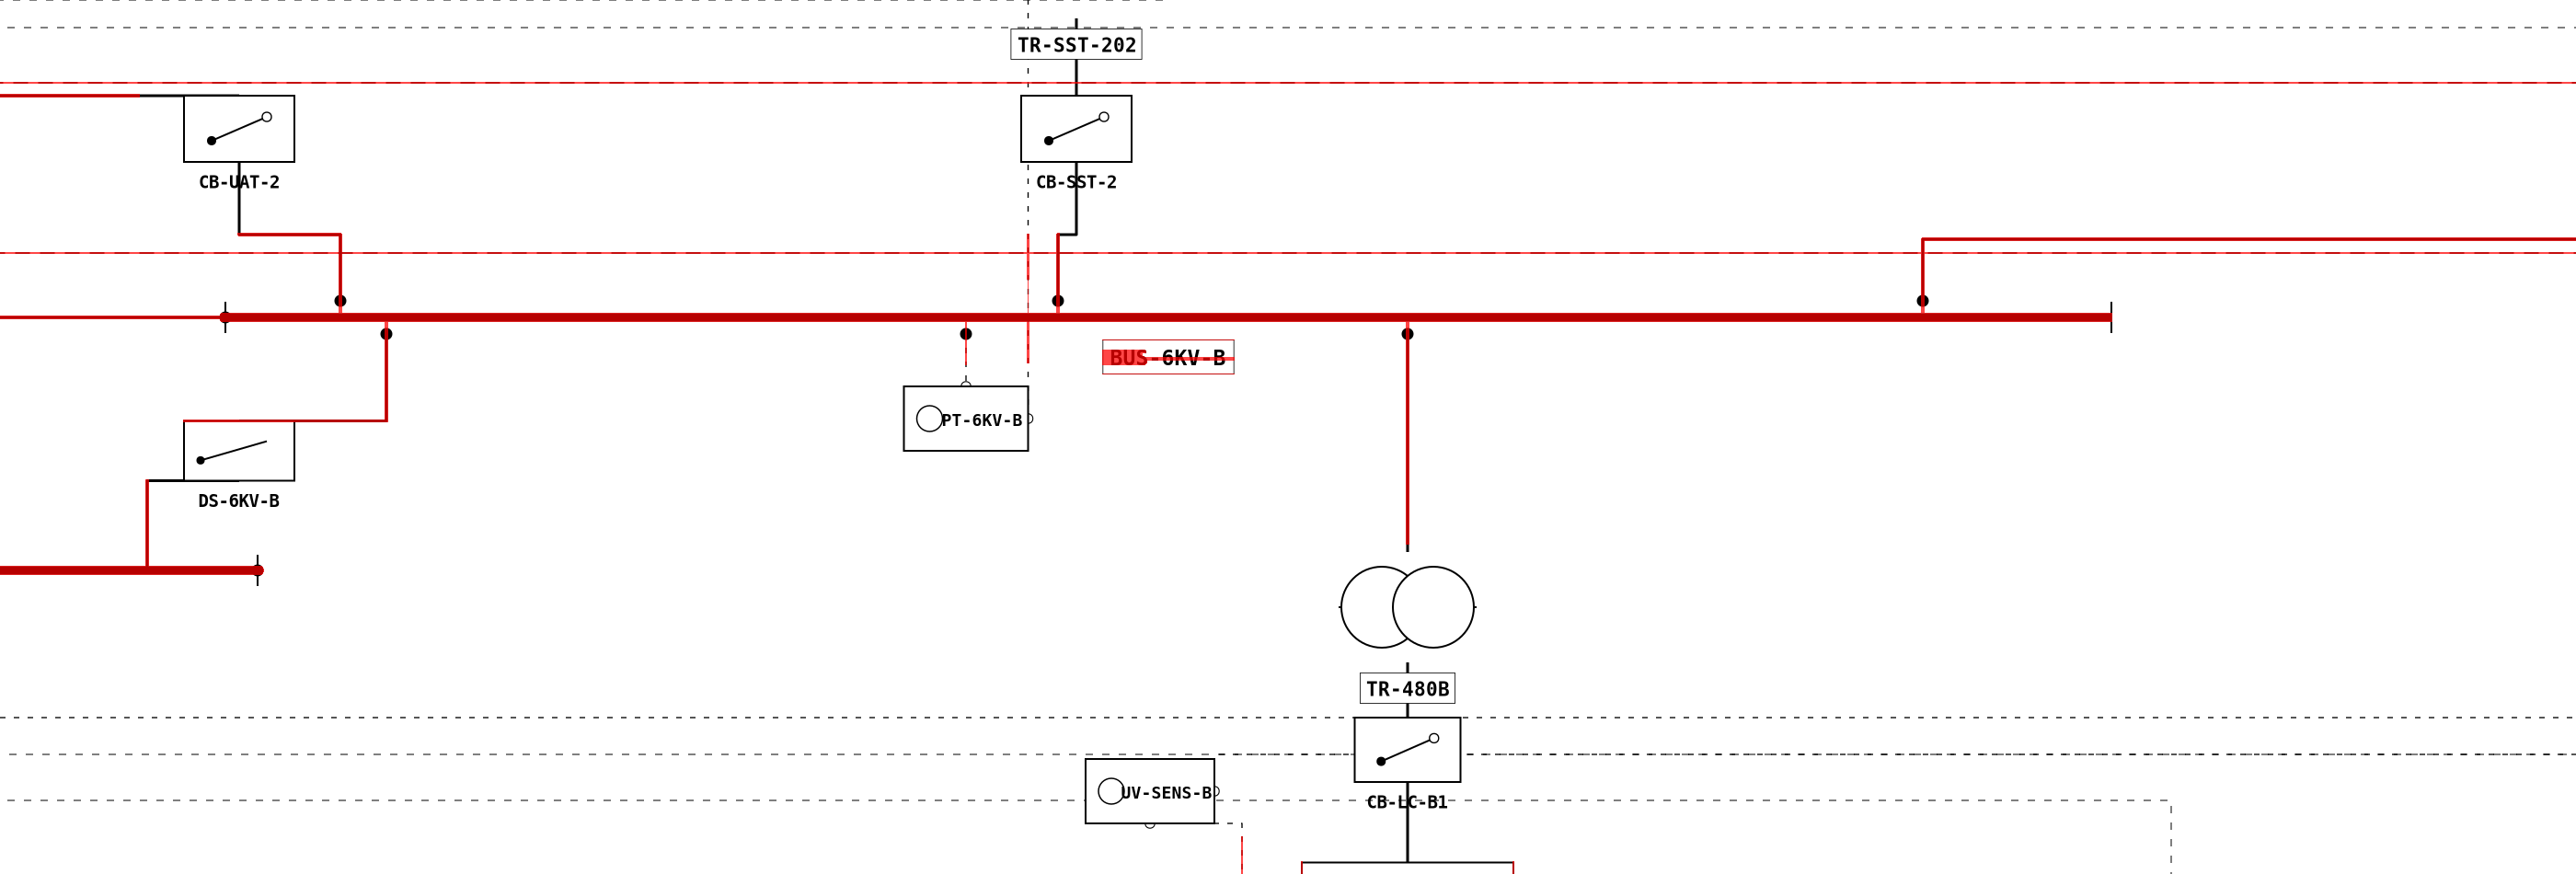 TR-SST-202
CB-UAT-2
CB-SST-2
BUS-6KV-B
PT-6KV-B
DS-6KV-B
TR-480B
UV-SENS-B
CB-LC-B1